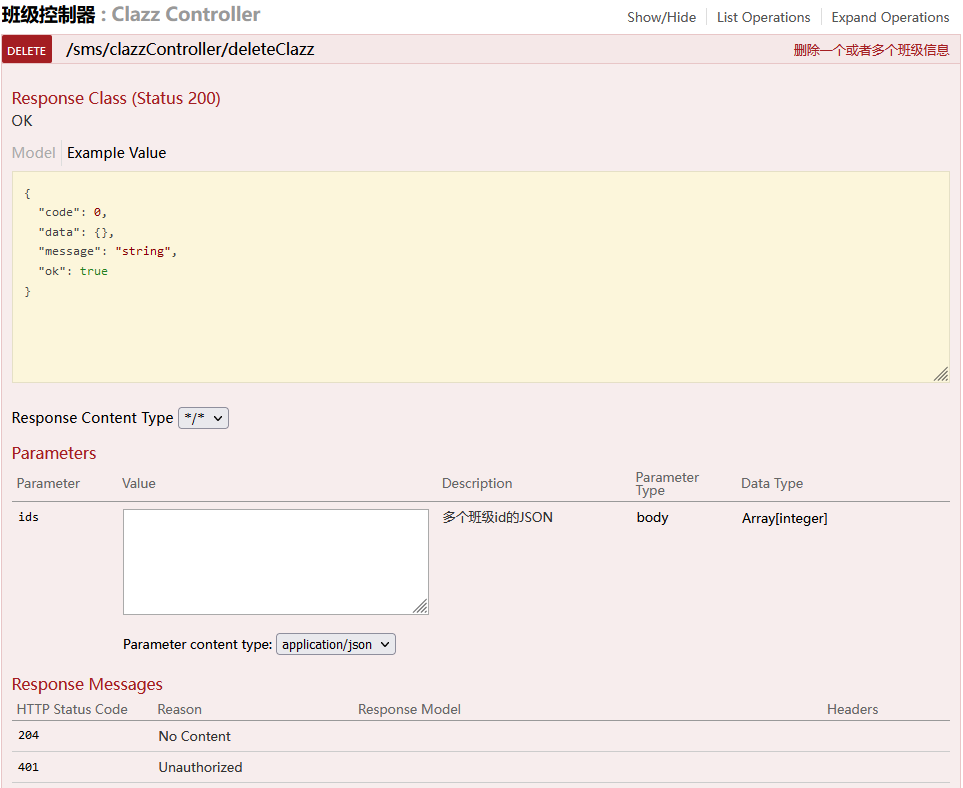 班级控制器 : Clazz Controller
Show/Hide List Operations Expand Operations
DELETE /sms/clazzController/deleteClazz 删除一个或者多个班级信息
Response Class (Status 200)
OK
Model Example Value
{
"code": 0,
"data": {},
"message": "string",
"ok": true
}
Response Content Type */*
Parameters
Parameter Value Description Parameter Type Data Type
ids 多个班级id的JSON body Array[integer]
Parameter content type: application/json
Response Messages
HTTP Status Code Reason Response Model Headers
204 No Content
401 Unauthorized